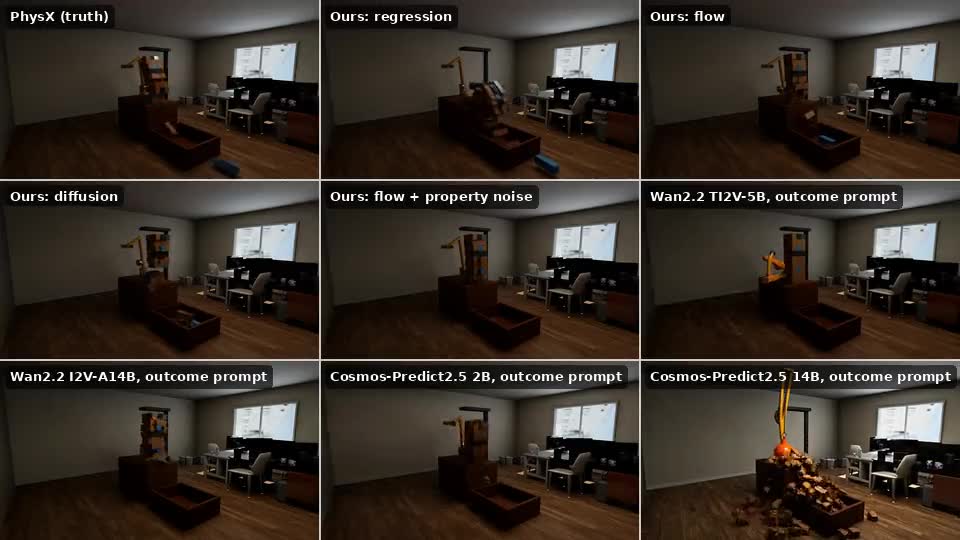 PhysX (truth)
Ours: regression
Ours: flow
Ours: diffusion
Ours: flow + property noise
Wan2.2 TI2V-5B, outcome prompt
Wan2.2 I2V-A14B, outcome prompt
Cosmos-Predict2.5 2B, outcome prompt
Cosmos-Predict2.5 14B, outcome prompt